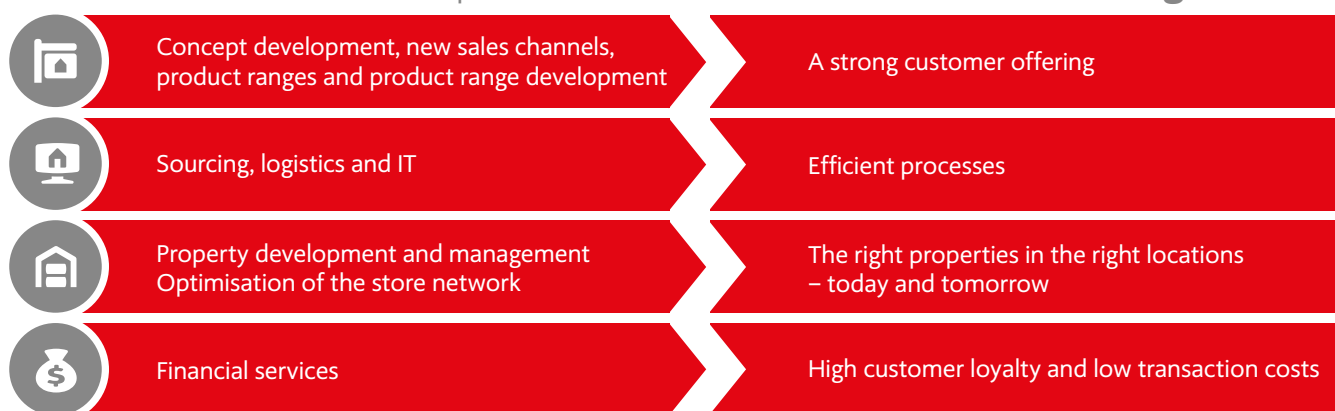 Concept development, new sales channels,
product ranges and product range development
A strong customer offering
Sourcing, logistics and IT
Efficient processes
Property development and management
Optimisation of the store network
The right properties in the right locations
– today and tomorrow
Financial services
High customer loyalty and low transaction costs